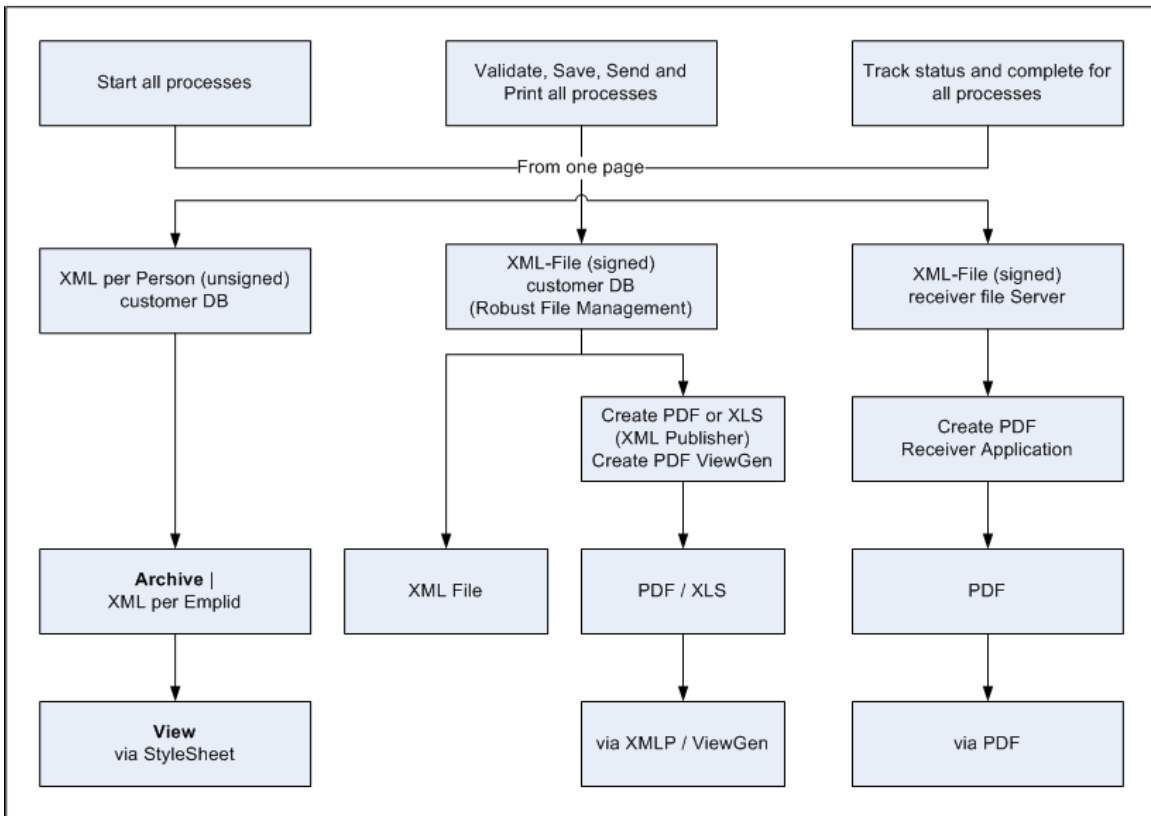 Start all processes
Validate, Save, Send and
Print all processes
Track status and complete for
all processes
From one page
XML per Person (unsigned)
customer DB
XML-File (signed)
customer DB
(Robust File Management)
XML-File (signed)
receiver file Server
Create PDF or XLS
(XML Publisher)
Create PDF ViewGen
Create PDF
Receiver Application
Archive |
XML per Emplid
XML File
PDF / XLS
PDF
View
via StyleSheet
via XMLP / ViewGen
via PDF